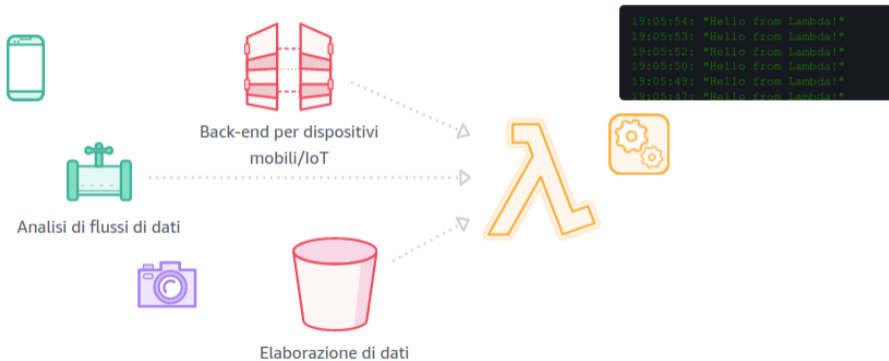 19:05:54: "Hello from Lambda!"
19:05:53: "Hello from Lambda!"
19:05:52: "Hello from Lambda!"
19:05:50: "Hello from Lambda!"
19:05:49: "Hello from Lambda!"
19:05:47: "Hello from Lambda!"
Back-end per dispositivi
mobili/IoT
Analisi di flussi di dati
Elaborazione di dati